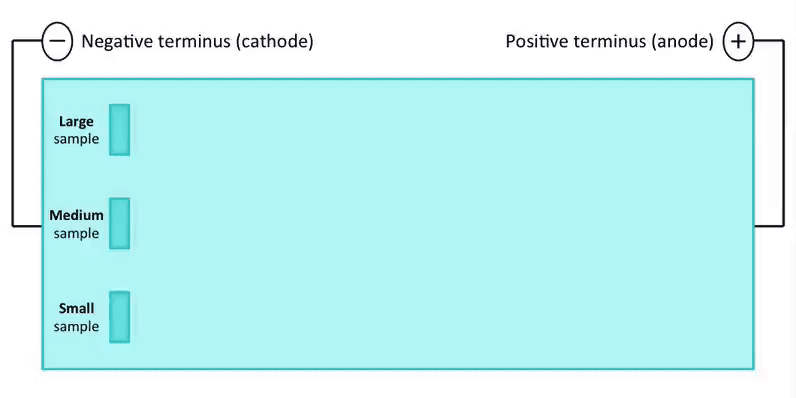 − Negative terminus (cathode)
Positive terminus (anode) +
Large
sample
Medium
sample
Small
sample